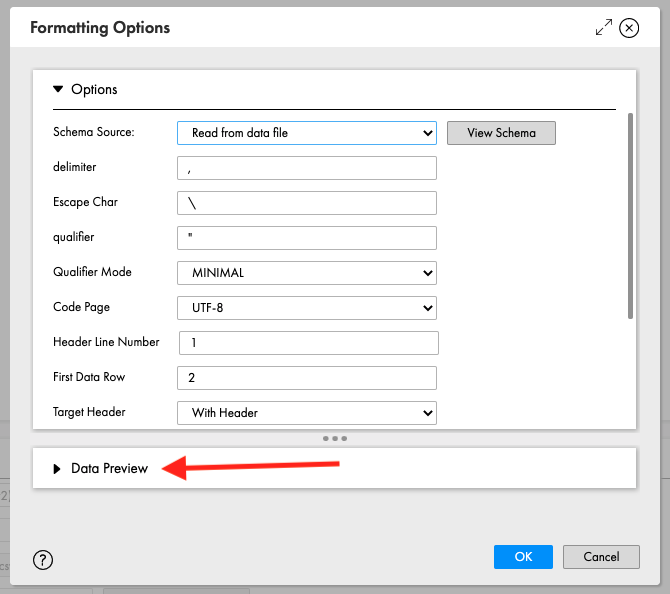 Formatting Options
Options
Schema Source: Read from data file View Schema
delimiter ,
Escape Char \
qualifier "
Qualifier Mode MINIMAL
Code Page UTF-8
Header Line Number 1
First Data Row 2
Target Header With Header
Data Preview
? OK Cancel